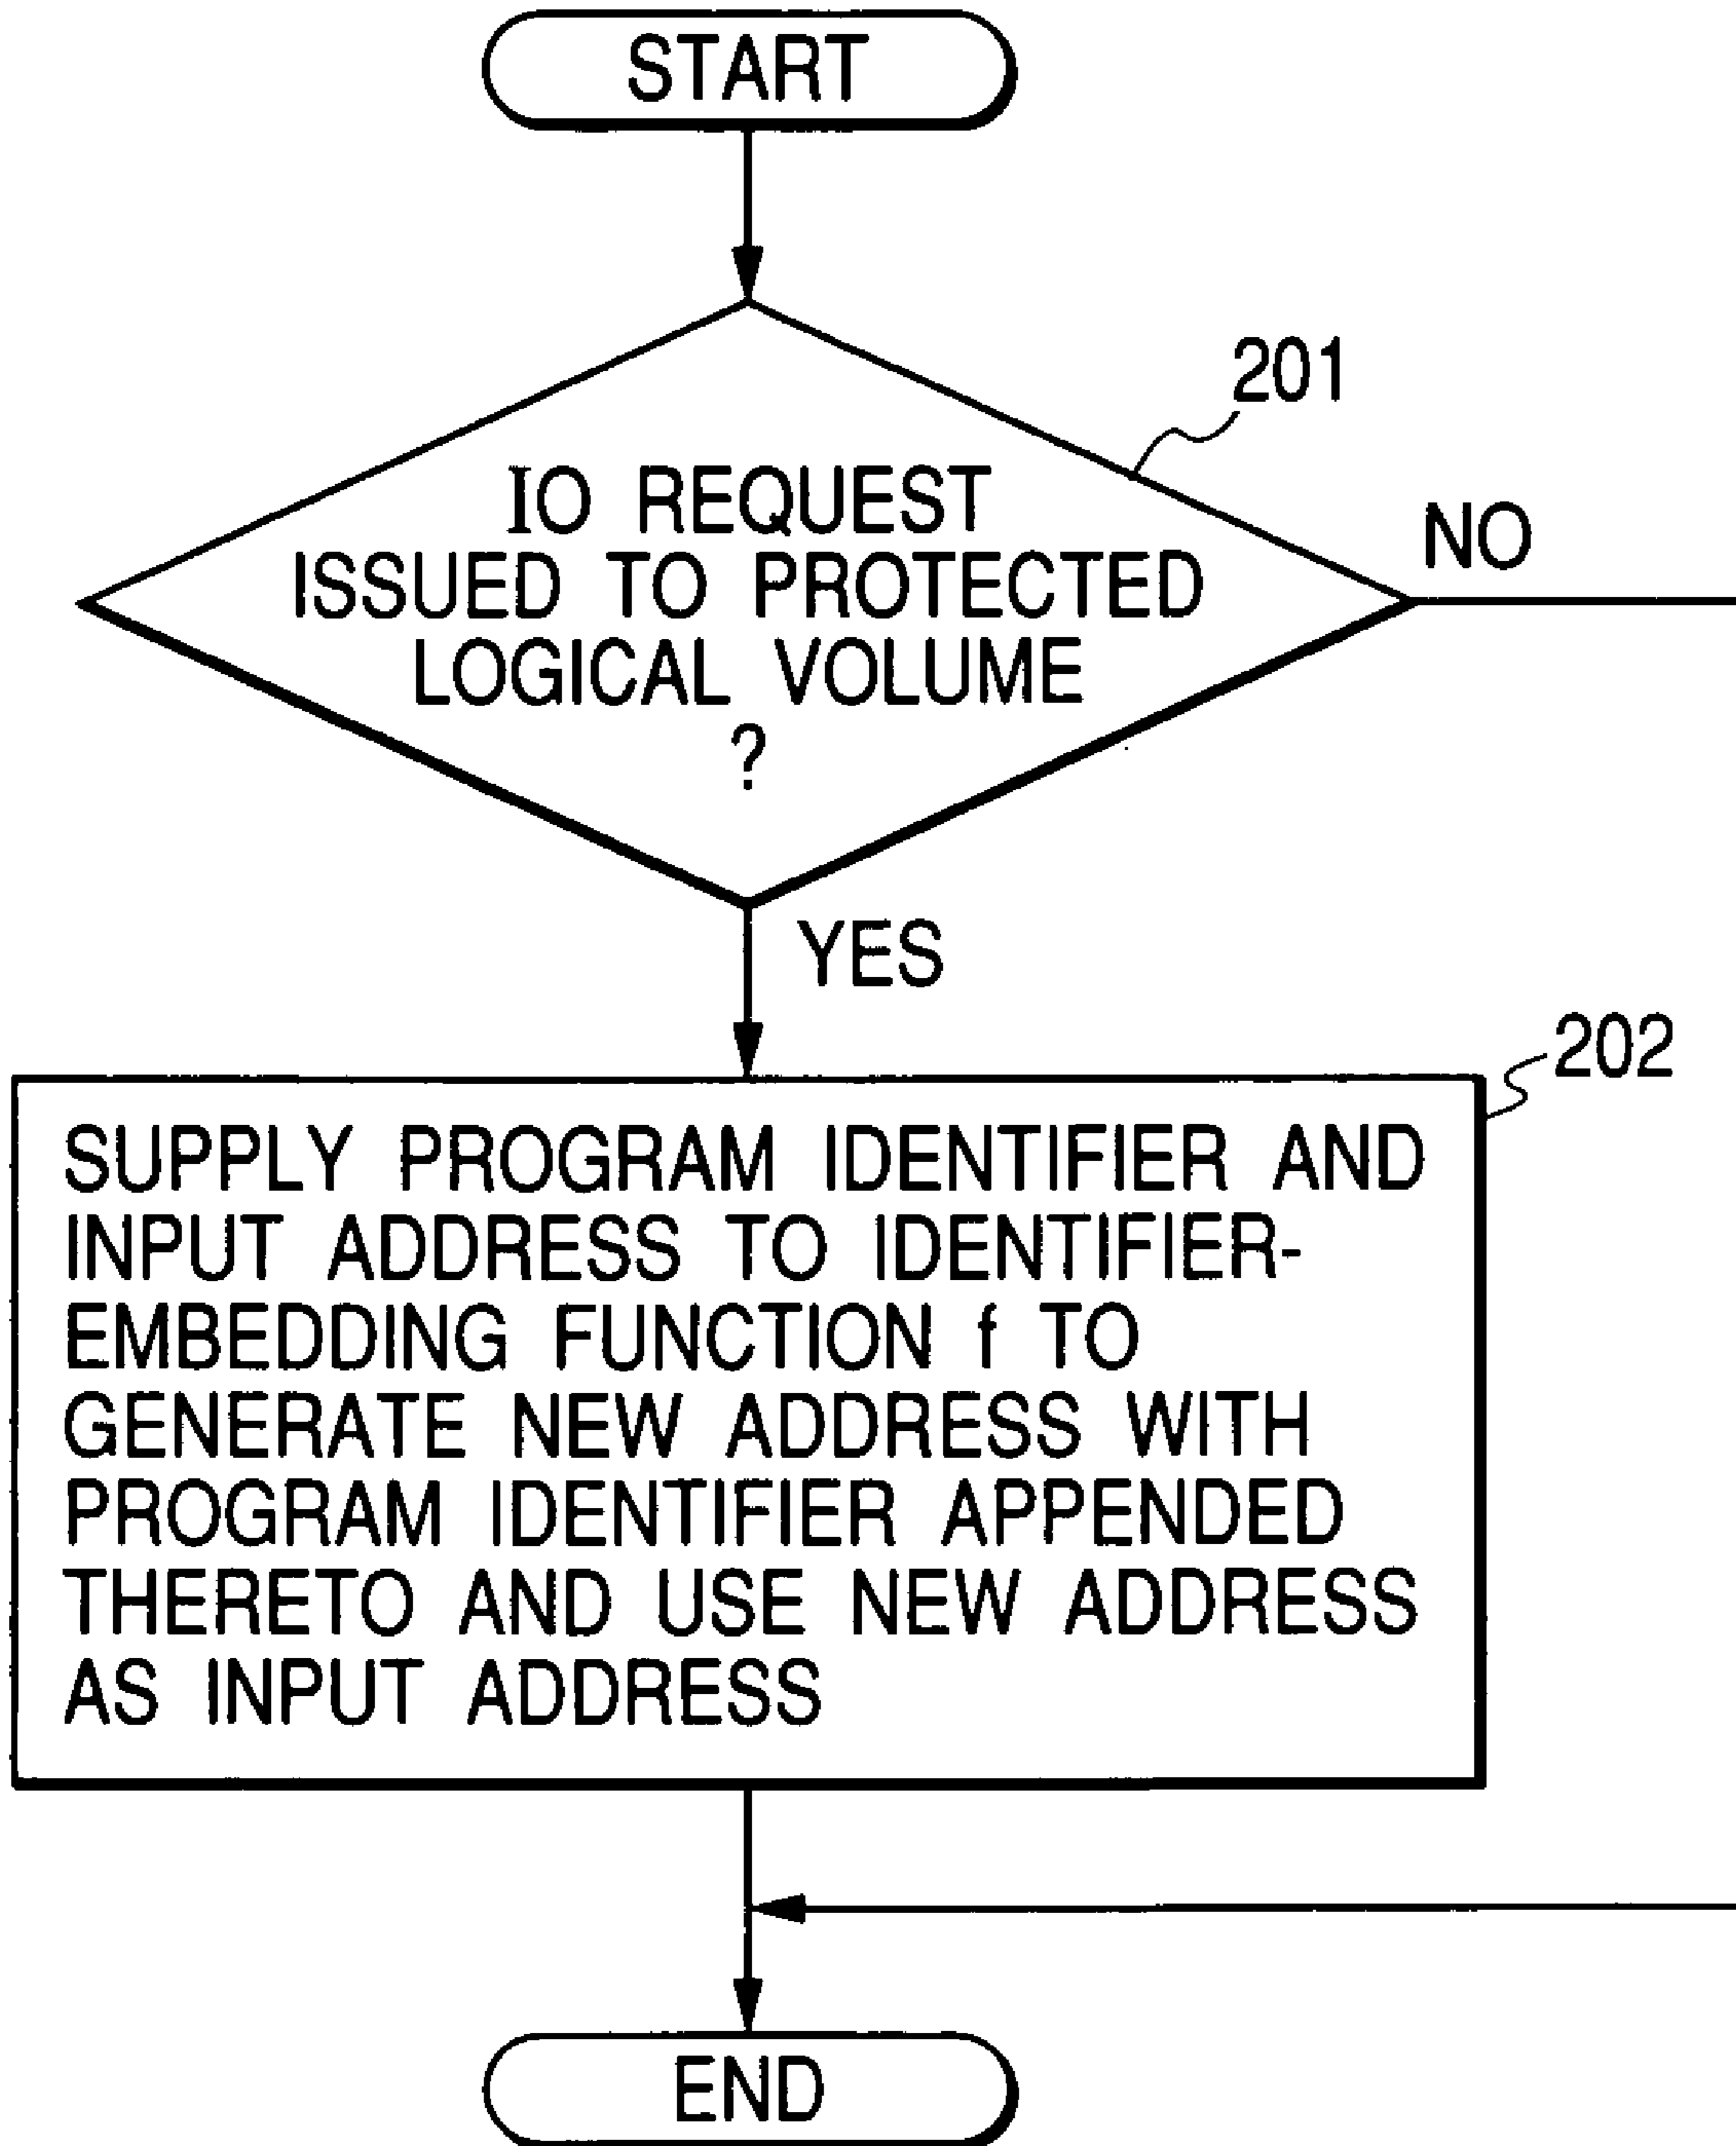 START
201
IO REQUEST
ISSUED TO PROTECTED
LOGICAL VOLUME
?
NO
YES
202
SUPPLY PROGRAM IDENTIFIER AND
INPUT ADDRESS TO IDENTIFIER-
EMBEDDING FUNCTION f TO
GENERATE NEW ADDRESS WITH
PROGRAM IDENTIFIER APPENDED
THERETO AND USE NEW ADDRESS
AS INPUT ADDRESS
END